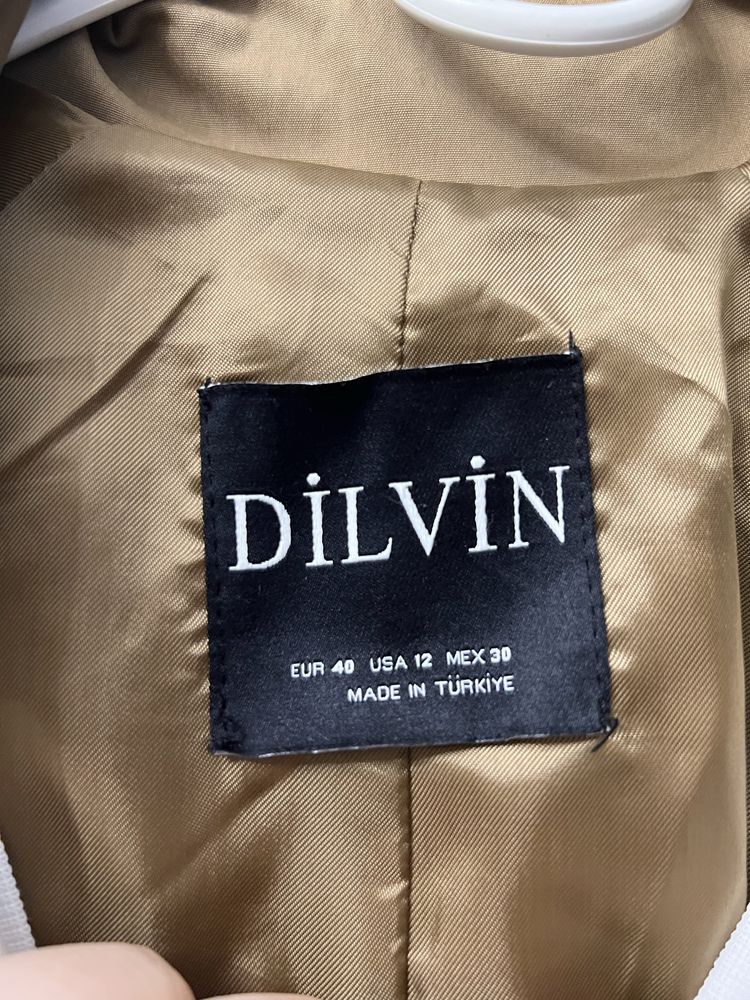 DİLVİN
EUR 40 USA 12 MEX 30
MADE IN TÜRKİYE